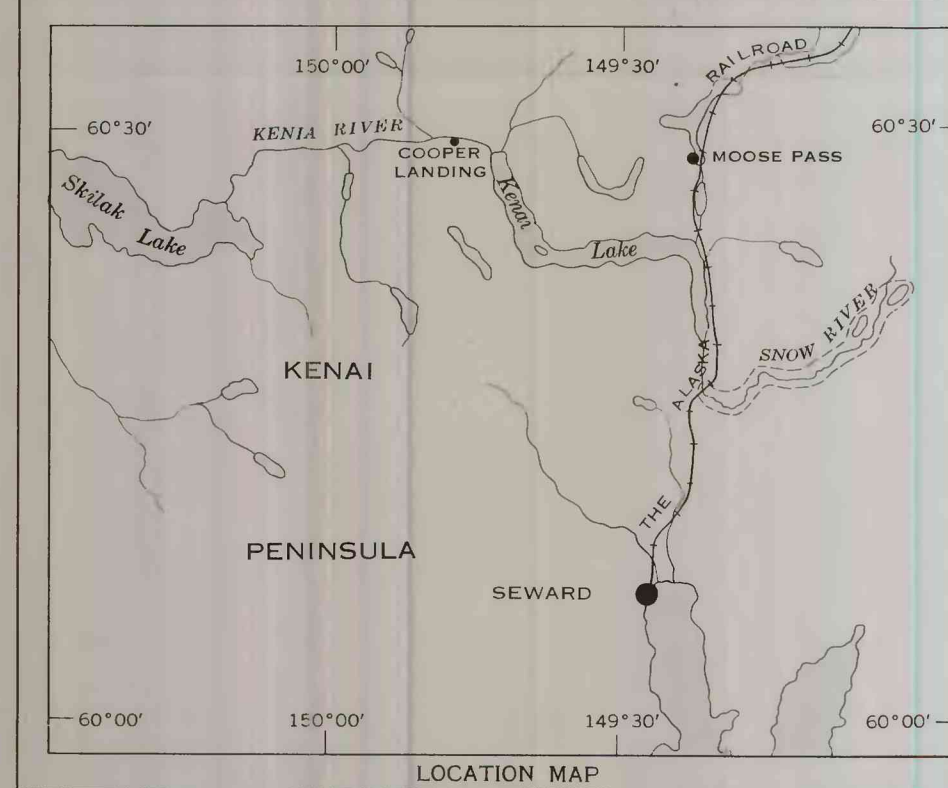 150°00' 149°30'
RAILROAD
60°30' KENIA RIVER 60°30'
COOPER
LANDING
MOOSE PASS
Skilak
Lake
Kenai
Lake
SNOW RIVER
ALASKA
KENAI
THE
PENINSULA
SEWARD
60°00' 150°00' 149°30' 60°00'
LOCATION MAP